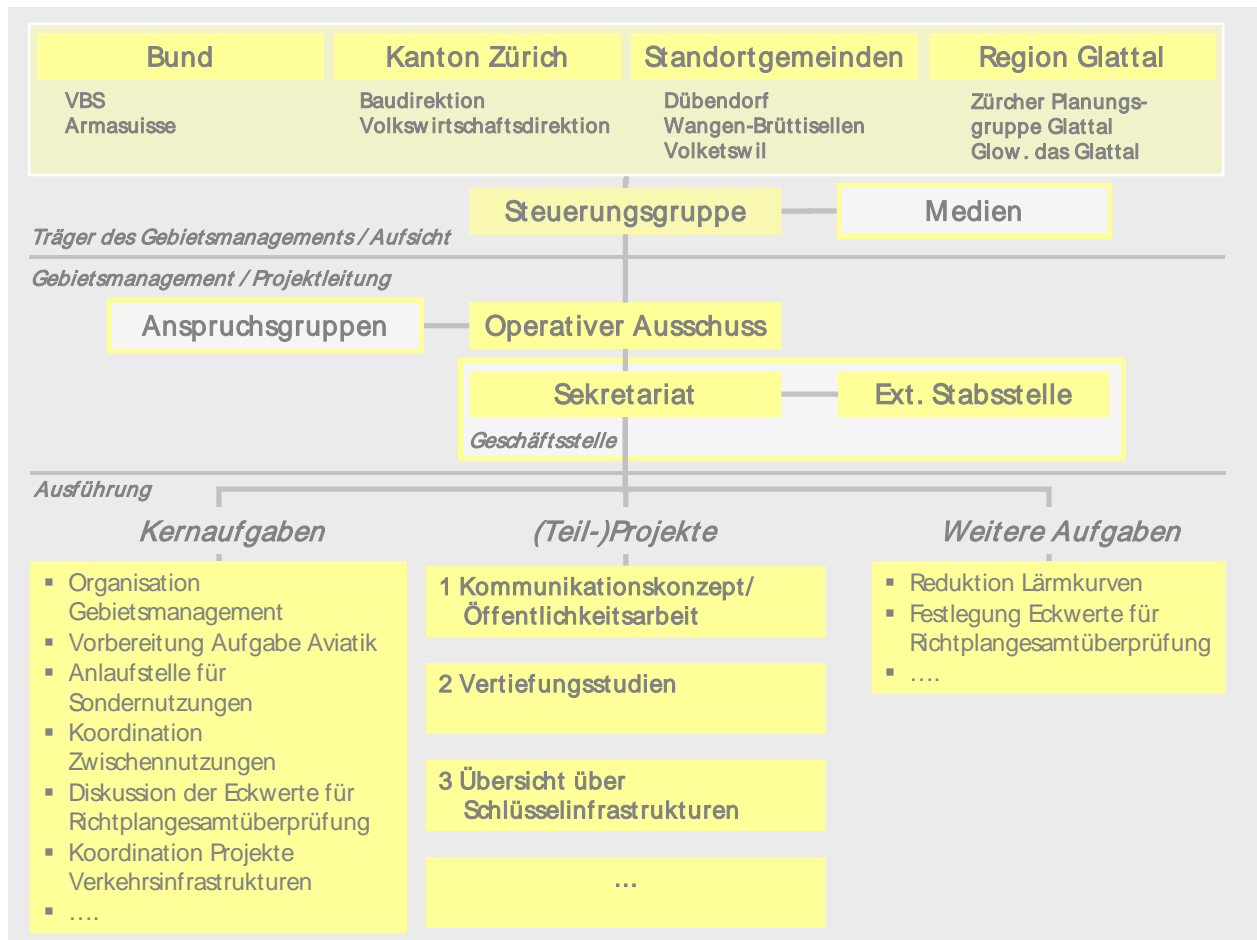 Bund
Kanton Zürich
Standortgemeinden
Region Glattal
VBS
Armasuisse
Baudirektion
Volkswirtschaftsdirektion
Dübendorf
Wangen-Brüttisellen
Volketswil
Zürcher Planungs-
gruppe Glattal
Glow. das Glattal
Steuerungsgruppe
Medien
Träger des Gebietsmanagements / Aufsicht
Gebietsmanagement / Projektleitung
Anspruchsgruppen
Operativer Ausschuss
Sekretariat
Ext. Stabsstelle
Geschäftsstelle
Ausführung
Kernaufgaben
▪ Organisation
Gebietsmanagement
▪ Vorbereitung Aufgabe Aviatik
▪ Anlaufstelle für
Sondernutzungen
▪ Koordination
Zwischennutzungen
▪ Diskussion der Eckwerte für
Richtplangesamtüberprüfung
▪ Koordination Projekte
Verkehrsinfrastrukturen
▪ ....
(Teil-)Projekte
1 Kommunikationskonzept/
Öffentlichkeitsarbeit
2 Vertiefungsstudien
3 Übersicht über
Schlüsselinfrastrukturen
...
Weitere Aufgaben
▪ Reduktion Lärmkurven
▪ Festlegung Eckwerte für
Richtplangesamtüberprüfung
▪ ....